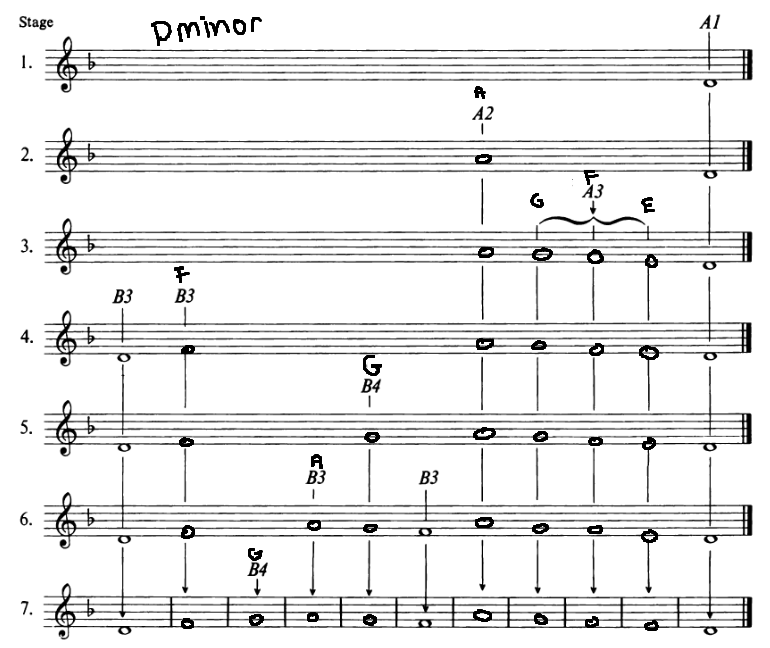 Stage
Dminor
A1
1.
A
A2
2.
F
A3
G
E
3.
F
B3 B3
4.
G
B4
5.
A
B3 B3
6.
G
B4
7.